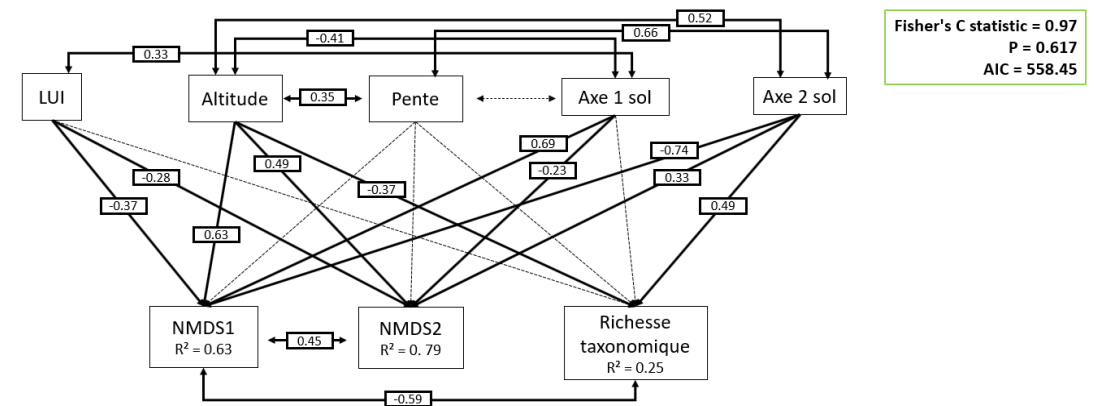 0.52
Fisher's C statistic = 0.97
P = 0.617
AIC = 558.45
-0.41
0.66
0.33
LUI
Altitude
0.35
Pente
Axe 1 sol
Axe 2 sol
0.69
-0.74
0.49
-0.23
-0.28
0.33
-0.37
-0.37
0.49
0.63
NMDS1
R² = 0.63
0.45
NMDS2
R² = 0. 79
Richesse
taxonomique
R² = 0.25
-0.59